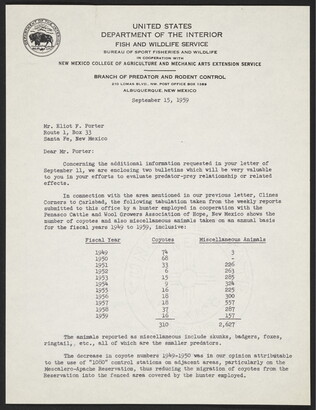 UNITED STATES
DEPARTMENT OF THE INTERIOR
FISH AND WILDLIFE SERVICE
BUREAU OF SPORT FISHERIES AND WILDLIFE
IN COOPERATION WITH
NEW MEXICO COLLEGE OF AGRICULTURE AND MECHANIC ARTS EXTENSION SERVICE
BRANCH OF PREDATOR AND RODENT CONTROL
POST OFFICE BOX
ALBUQUERQUE, NEW MEXICO
September 15, 1959
Mr. Eliot F. Porter
Route 1, Box 33
Santa Fe, New Mexico
Dear Mr. Porter:
Concerning the additional information requested in your letter of
September 11, we are enclosing two bulletins which will be very valuable
to you in your efforts to evaluate predator-prey relationship or related
effects.
In connection with the area mentioned in our previous letter, Clines
Corners to Carlsbad, the following tabulation taken from the weekly reports
submitted to this office by a hunter employed in cooperation with the
Penasco Cattle and Wool Growers Association of Hope, New Mexico shows the
number of coyotes and also miscellaneous animals taken on an annual basis
for the fiscal years 1949 to 1959, inclusive:
Fiscal Year Coyotes Miscellaneous Animals
1949 74 3
1950 68 -
1951 33 226
1952 6 263
1953 15 285
1954 9 324
1955 16 225
1956 18 300
1957 18 557
1958 37 287
1959 16 157
310 2,627
The animals reported as miscellaneous include skunks, badgers, foxes,
ringtail, etc., all of which are the smaller predators.
The decrease in coyote numbers 1949-1950 was in our opinion attributable
to the use of "1080" control stations on adjacent areas, particularly on the
Mescalero-Apache Reservation, thus reducing the migration of coyotes from the
Reservation into the fenced area covered by the hunter employed.